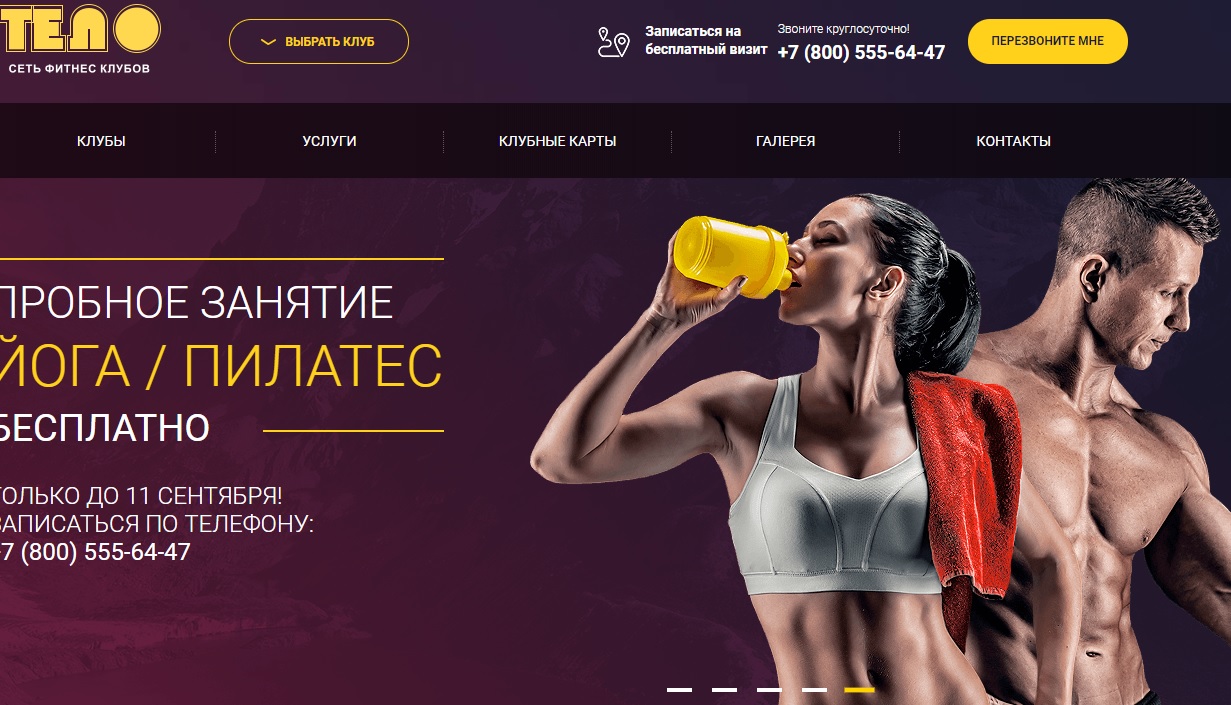 ТЕЛО
СЕТЬ ФИТНЕС КЛУБОВ
ВЫБРАТЬ КЛУБ
Записаться на
бесплатный визит
Звоните круглосуточно!
+7 (800) 555-64-47
ПЕРЕЗВОНИТЕ МНЕ
КЛУБЫ
УСЛУГИ
КЛУБНЫЕ КАРТЫ
ГАЛЕРЕЯ
КОНТАКТЫ
ПРОБНОЕ ЗАНЯТИЕ
ЙОГА / ПИЛАТЕС
БЕСПЛАТНО
ТОЛЬКО ДО 11 СЕНТЯБРЯ!
ЗАПИСАТЬСЯ ПО ТЕЛЕФОНУ:
+7 (800) 555-64-47